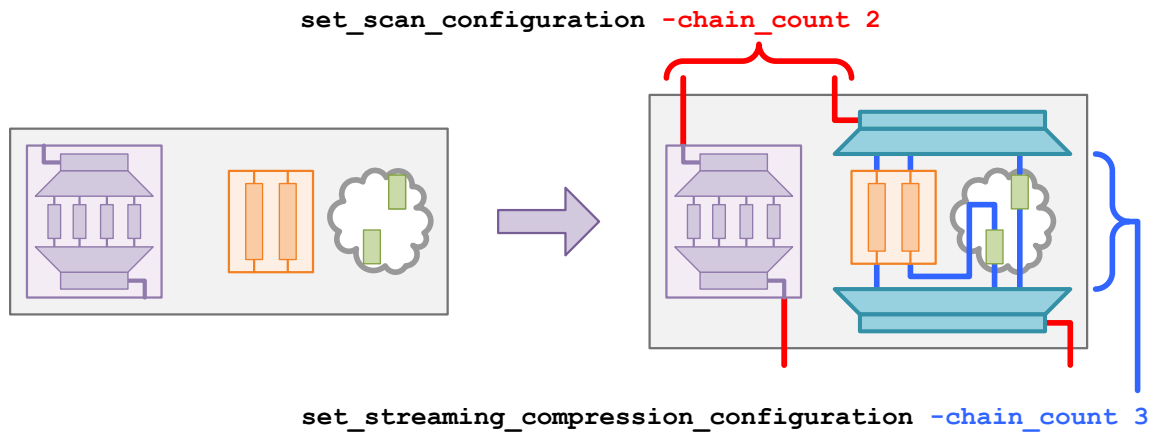 set_scan_configuration -chain_count 2
set_streaming_compression_configuration -chain_count 3